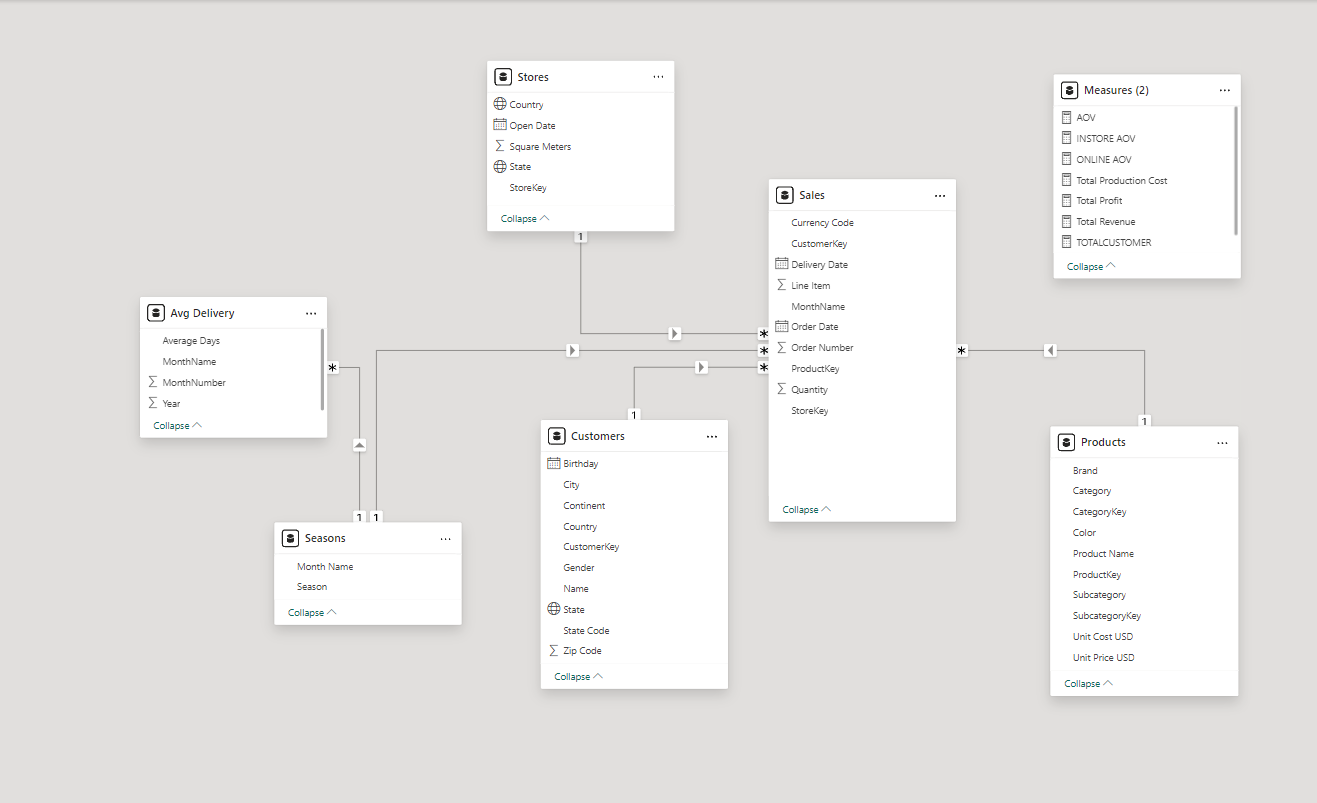 Stores
Country
Open Date
Square Meters
State
StoreKey
Collapse
1
Measures (2)
AOV
INSTORE AOV
ONLINE AOV
Total Production Cost
Total Profit
Total Revenue
TOTALCUSTOMER
Collapse
Sales
Currency Code
CustomerKey
Delivery Date
Line Item
MonthName
Order Date
Order Number
ProductKey
Quantity
StoreKey
Collapse
*
*
*
*
Avg Delivery
Average Days
MonthName
MonthNumber
Year
Collapse
*
1
1
Seasons
Month Name
Season
Collapse
1
Customers
Birthday
City
Continent
Country
CustomerKey
Gender
Name
State
State Code
Zip Code
Collapse
1
Products
Brand
Category
CategoryKey
Color
Product Name
ProductKey
Subcategory
SubcategoryKey
Unit Cost USD
Unit Price USD
Collapse